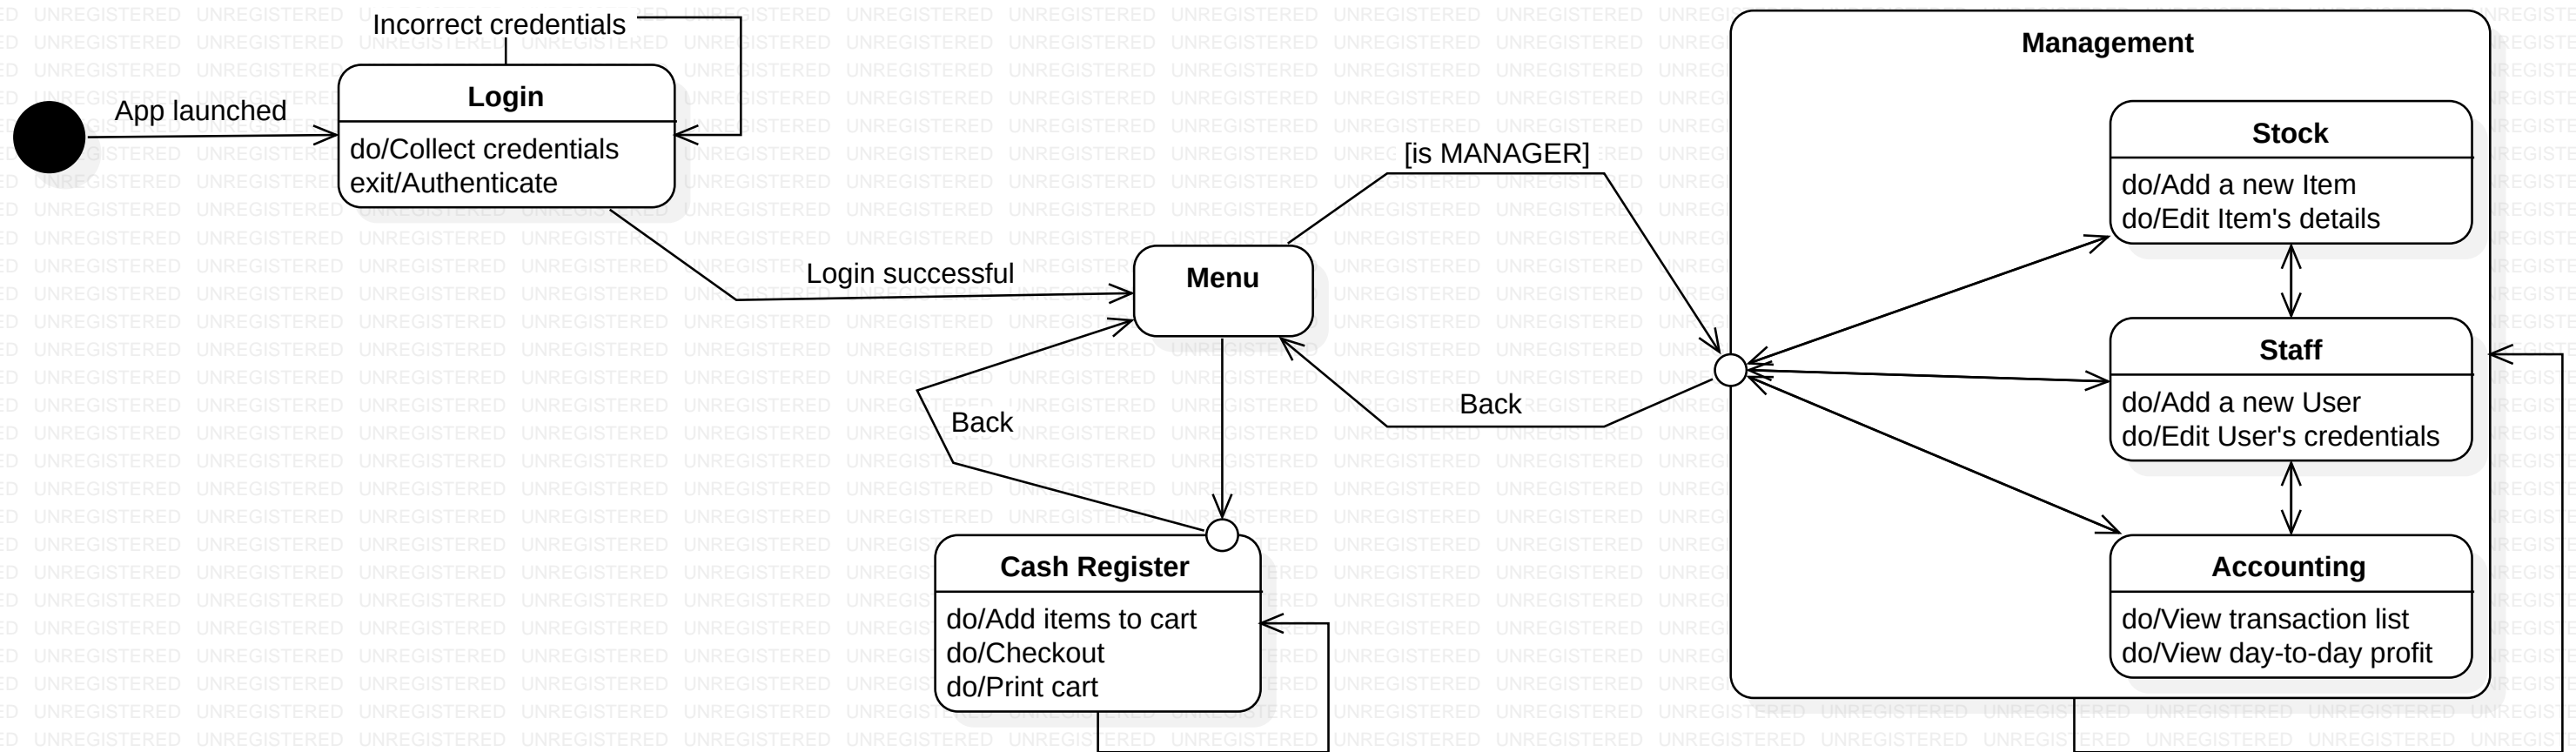 Incorrect credentials
App launched
Login
do/Collect credentials
exit/Authenticate
Login successful
Menu
[is MANAGER]
Back
Back
Cash Register
do/Add items to cart
do/Checkout
do/Print cart
Management
Stock
do/Add a new Item
do/Edit Item's details
Staff
do/Add a new User
do/Edit User's credentials
Accounting
do/View transaction list
do/View day-to-day profit
UNREGISTERED